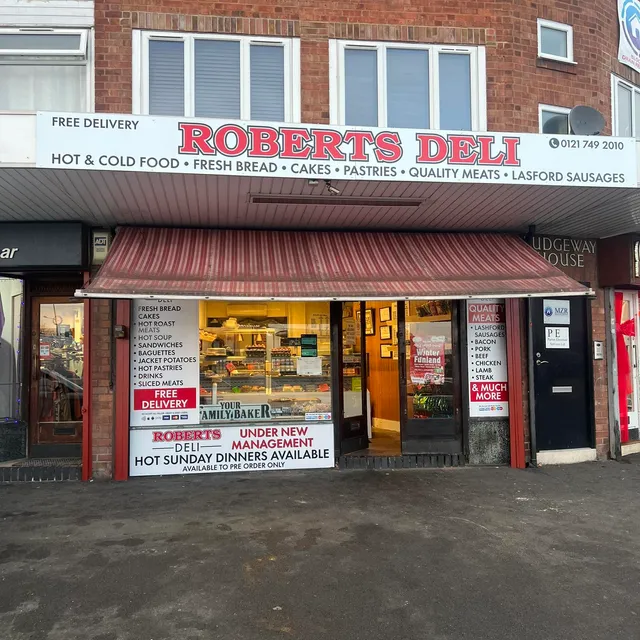 FREE DELIVERY
ROBERTS DELI
0121 749 2010
HOT & COLD FOOD • FRESH BREAD • CAKES • PASTRIES • QUALITY MEATS • LASFORD SAUSAGES
ar
ADT
UDGEWAY
HOUSE
DELI
FRESH BREAD
CAKES
• HOT ROAST
MEATS
• HOT SOUP
• SANDWICHES
• BAGUETTES
• JACKET POTATOES
• HOT PASTRIES
• DRINKS
• SLICED MEATS
FREE
DELIVERY
YOUR
FAMILY BAKER
Winter
Funland
QUALITY
MEATS
• LASHFORD
SAUSAGES
• BACON
• PORK
• BEEF
• CHICKEN
• LAMB
• STEAK
& MUCH
MORE
MZR
P E
ROBERTS
DELI
UNDER NEW
MANAGEMENT
HOT SUNDAY DINNERS AVAILABLE
AVAILABLE TO PRE ORDER ONLY